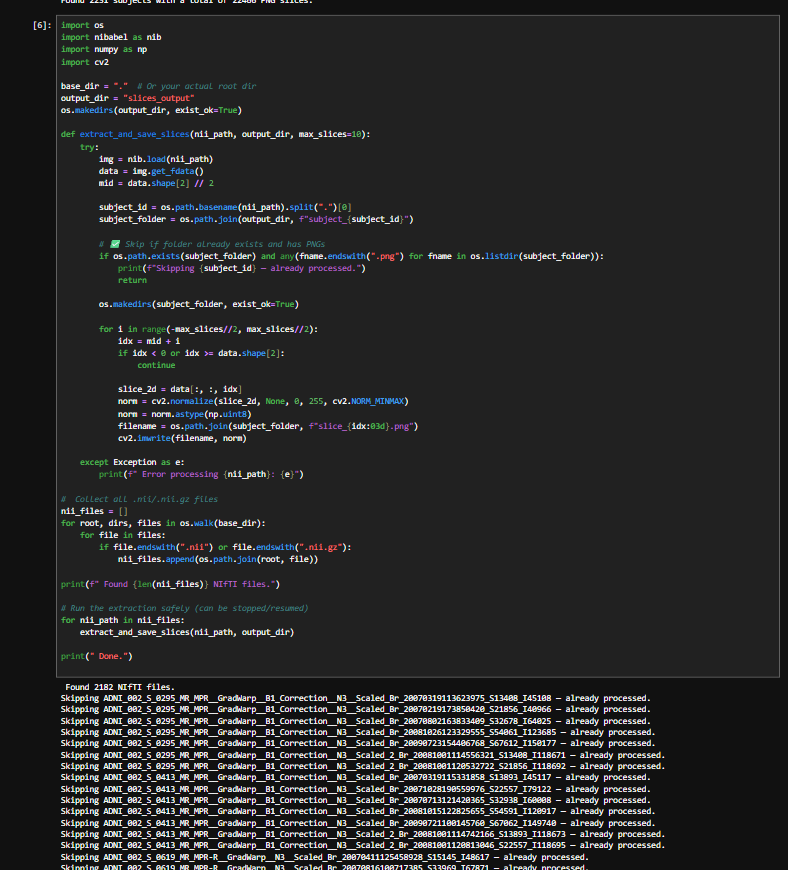 Found 2231 subjects with a total of 22480 PNG slices.
[6]: import os
import nibabel as nib
import numpy as np
import cv2
base_dir = "."  # Or your actual root dir
output_dir = "slices_output"
os.makedirs(output_dir, exist_ok=True)
def extract_and_save_slices(nii_path, output_dir, max_slices=10):
    try:
        img = nib.load(nii_path)
        data = img.get_fdata()
        mid = data.shape[2] // 2
        subject_id = os.path.basename(nii_path).split(".")[0]
        subject_folder = os.path.join(output_dir, f"subject_{subject_id}")
        # ✅ Skip if folder already exists and has PNGs
        if os.path.exists(subject_folder) and any(fname.endswith(".png") for fname in os.listdir(subject_folder)):
            print(f"Skipping {subject_id} — already processed.")
            return
        os.makedirs(subject_folder, exist_ok=True)
        for i in range(-max_slices//2, max_slices//2):
            idx = mid + i
            if idx < 0 or idx >= data.shape[2]:
                continue
            slice_2d = data[:, :, idx]
            norm = cv2.normalize(slice_2d, None, 0, 255, cv2.NORM_MINMAX)
            norm = norm.astype(np.uint8)
            filename = os.path.join(subject_folder, f"slice_{idx:03d}.png")
            cv2.imwrite(filename, norm)
    except Exception as e:
        print(f" Error processing {nii_path}: {e}")
#  Collect all .nii/.nii.gz files
nii_files = []
for root, dirs, files in os.walk(base_dir):
    for file in files:
        if file.endswith(".nii") or file.endswith(".nii.gz"):
            nii_files.append(os.path.join(root, file))
print(f" Found {len(nii_files)} NIfTI files.")
# Run the extraction safely (can be stopped/resumed)
for nii_path in nii_files:
    extract_and_save_slices(nii_path, output_dir)
print(" Done.")
 Found 2182 NIfTI files.
Skipping ADNI_002_S_0295_MR_MPR__GradWarp__B1_Correction__N3__Scaled_Br_20070319113623975_S13408_I45108 — already processed.
Skipping ADNI_002_S_0295_MR_MPR__GradWarp__B1_Correction__N3__Scaled_Br_20070219173850420_S21856_I40966 — already processed.
Skipping ADNI_002_S_0295_MR_MPR__GradWarp__B1_Correction__N3__Scaled_Br_20070802163833409_S32678_I64025 — already processed.
Skipping ADNI_002_S_0295_MR_MPR__GradWarp__B1_Correction__N3__Scaled_Br_20081026123329555_S54061_I123685 — already processed.
Skipping ADNI_002_S_0295_MR_MPR__GradWarp__B1_Correction__N3__Scaled_Br_20090723154406768_S67612_I150177 — already processed.
Skipping ADNI_002_S_0295_MR_MPR__GradWarp__B1_Correction__N3__Scaled_2_Br_20081001114556321_S13408_I118671 — already processed.
Skipping ADNI_002_S_0295_MR_MPR__GradWarp__B1_Correction__N3__Scaled_2_Br_20081001120532722_S21856_I118692 — already processed.
Skipping ADNI_002_S_0413_MR_MPR__GradWarp__B1_Correction__N3__Scaled_Br_20070319115331858_S13893_I45117 — already processed.
Skipping ADNI_002_S_0413_MR_MPR__GradWarp__B1_Correction__N3__Scaled_Br_20071028190559976_S22557_I79122 — already processed.
Skipping ADNI_002_S_0413_MR_MPR__GradWarp__B1_Correction__N3__Scaled_Br_20070713121420365_S32938_I60008 — already processed.
Skipping ADNI_002_S_0413_MR_MPR__GradWarp__B1_Correction__N3__Scaled_Br_20081015122825655_S54591_I120917 — already processed.
Skipping ADNI_002_S_0413_MR_MPR__GradWarp__B1_Correction__N3__Scaled_Br_20090721100145760_S67062_I149740 — already processed.
Skipping ADNI_002_S_0413_MR_MPR__GradWarp__B1_Correction__N3__Scaled_2_Br_20081001114742166_S13893_I118673 — already processed.
Skipping ADNI_002_S_0413_MR_MPR__GradWarp__B1_Correction__N3__Scaled_2_Br_20081001120813046_S22557_I118695 — already processed.
Skipping ADNI_002_S_0619_MR_MPR-R__GradWarp__N3__Scaled_Br_20070411125458928_S15145_I48617 — already processed.
Skipping ADNI_002_S_0619_MR_MPR-R__GradWarp__N3__Scaled_Br_20070816100717385_S33969_I67871 — already processed.